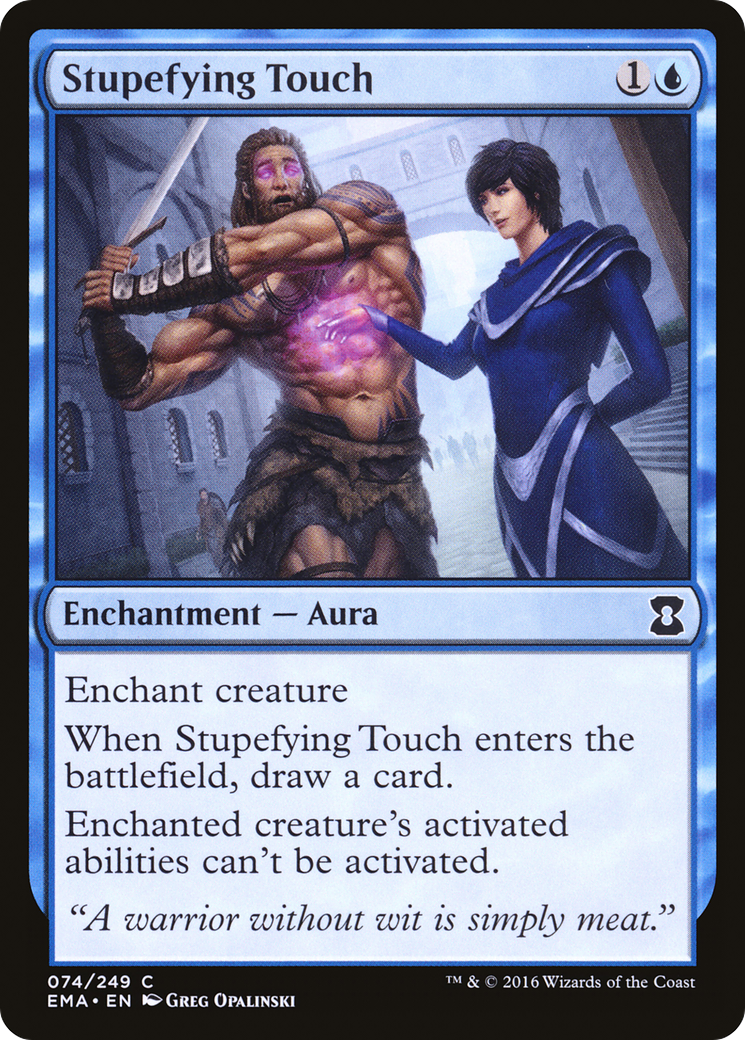 Stupefying Touch 1
Enchantment — Aura
Enchant creature
When Stupefying Touch enters the
battlefield, draw a card.
Enchanted creature's activated
abilities can't be activated.
“A warrior without wit is simply meat.”
074/249 C
™ & © 2016 Wizards of the Coast
EMA • EN Greg Opalinski